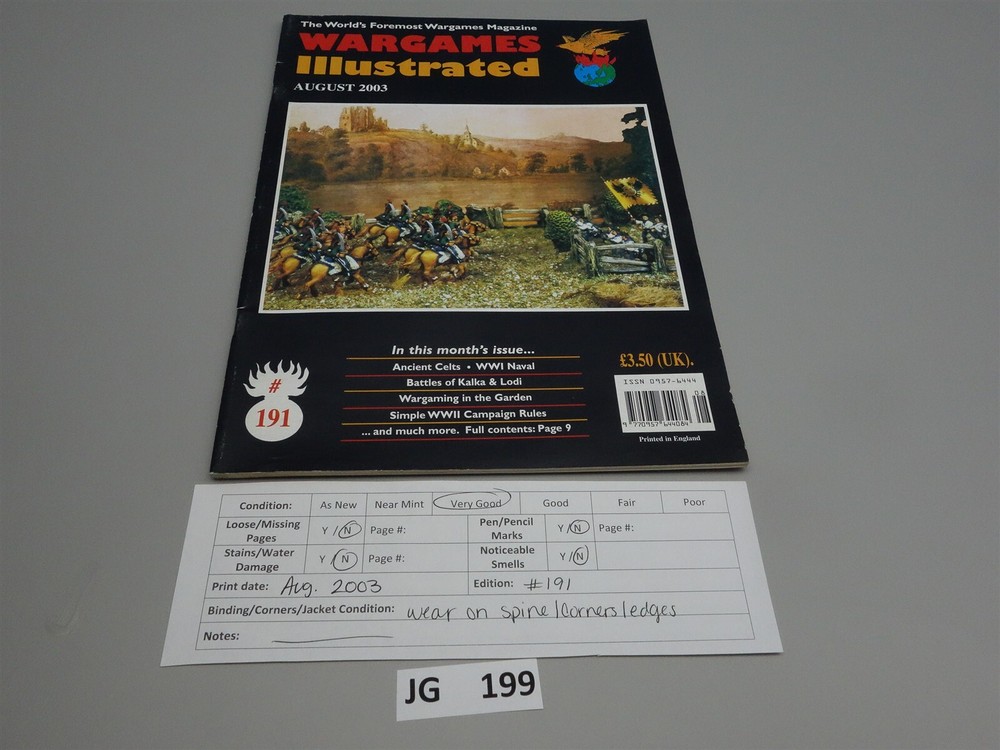 The World's Foremost Wargames Magazine
WARGAMES
Illustrated
AUGUST 2003
In this month's issue...
Ancient Celts • WWI Naval
Battles of Kalka & Lodi
Wargaming in the Garden
Simple WWII Campaign Rules
... and much more. Full contents: Page 9
#
191
£3.50 (UK).
ISSN 0957-6444
08
9 770957 644084
Printed in England
Condition: As New Near Mint Very Good Good Fair Poor
Loose/Missing Pages Y / N Page #: Pen/Pencil Marks Y / N Page #:
Stains/Water Damage Y / N Page #: Noticeable Smells Y / N
Print date: Aug. 2003 Edition: #191
Binding/Corners/Jacket Condition: wear on spine/corners/edges
Notes:
JG 199